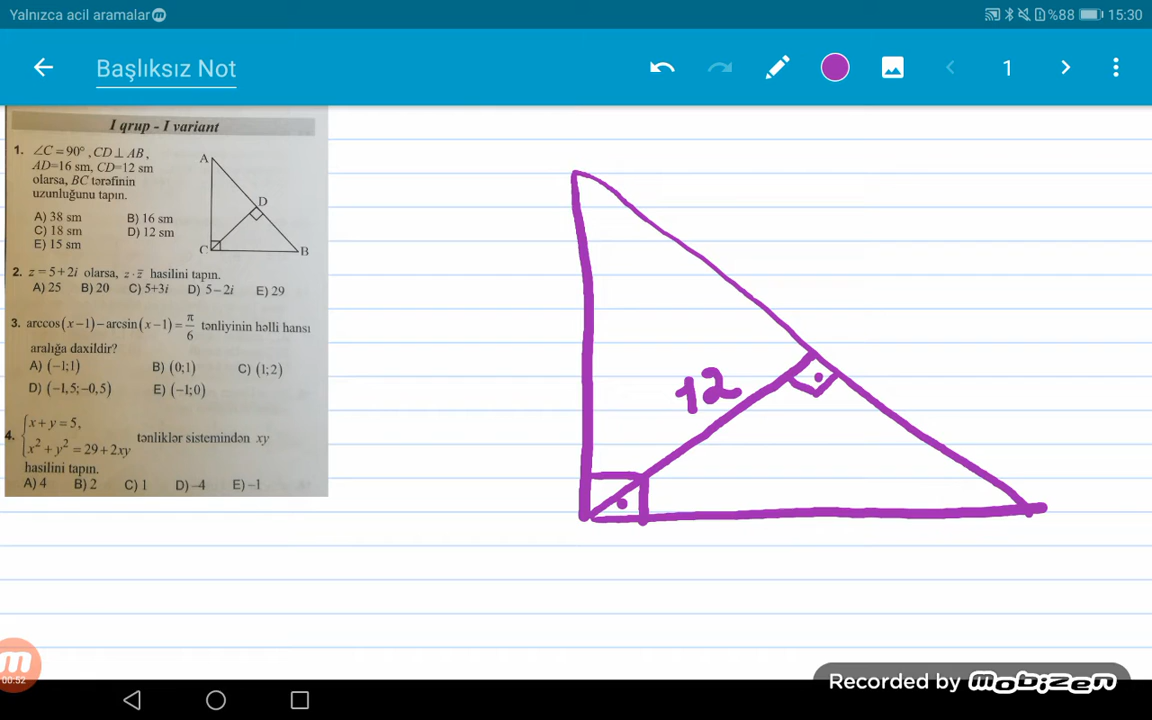 Yalnızca acil aramalar
%88 15:30
Başlıksız Not
1
I qrup - I variant
1. ∠C = 90°, CD ⊥ AB,
AD=16 sm, CD=12 sm
olarsa, BC tərəfinin
uzunluğunu tapın.
A) 38 sm B) 16 sm
C) 18 sm D) 12 sm
E) 15 sm
A
D
C
B
2. z = 5 + 2i olarsa, z · z̅ hasilini tapın.
A) 25 B) 20 C) 5+3i D) 5−2i E) 29
3. arccos(x−1)−arcsin(x−1) = π/6 tənliyinin həlli hansı
aralığa daxildir?
A) (−1;1) B) (0;1) C) (1;2)
D) (−1,5;−0,5) E) (−1;0)
4. {x + y = 5,
x² + y² = 29 + 2xy tənliklər sistemindən xy
hasilini tapın.
A) 4 B) 2 C) 1 D) −4 E) −1
12
00:52
Recorded by mobizen